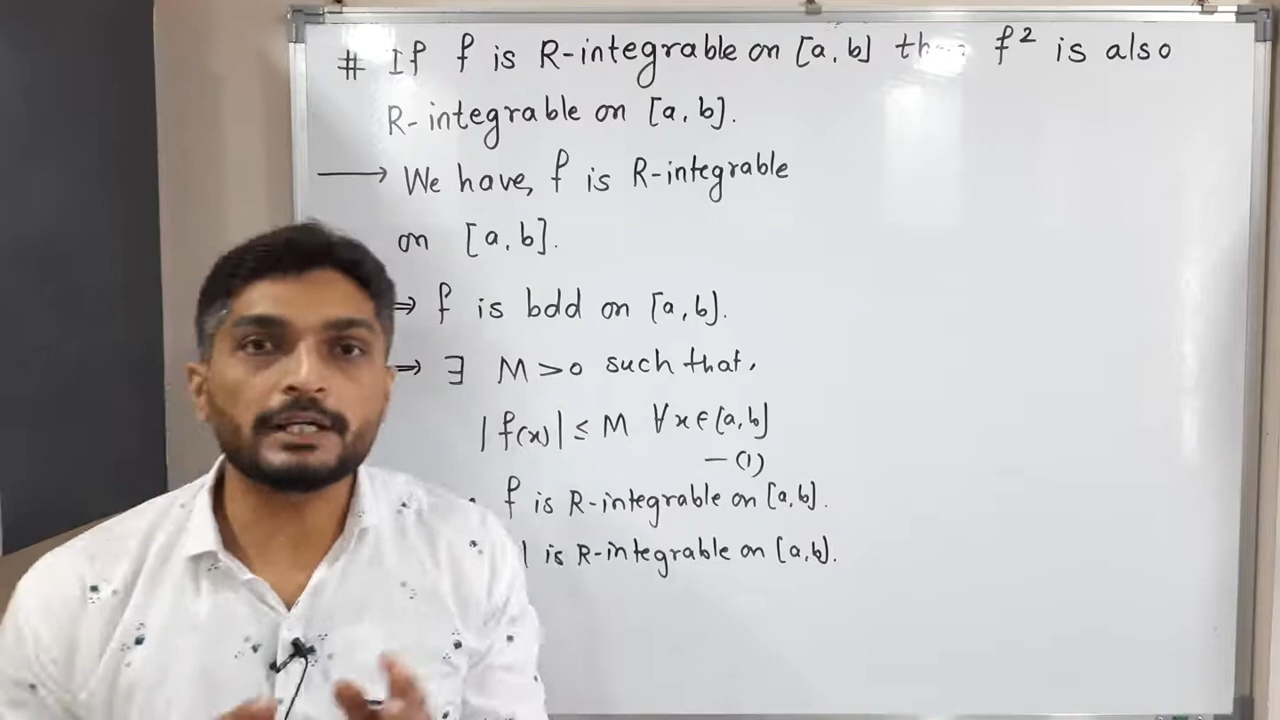 # If f is R-integrable on [a, b] f² is also
R-integrable on [a, b].
⟶ We have, f is R-integrable
on [a, b].
⇒ f is bdd on [a, b].
⇒ ∃ M>0 such that,
|f(x)| ≤ M ∀x∈[a, b]
—(1)
f is R-integrable on [a, b].
| is R-integrable on [a, b].